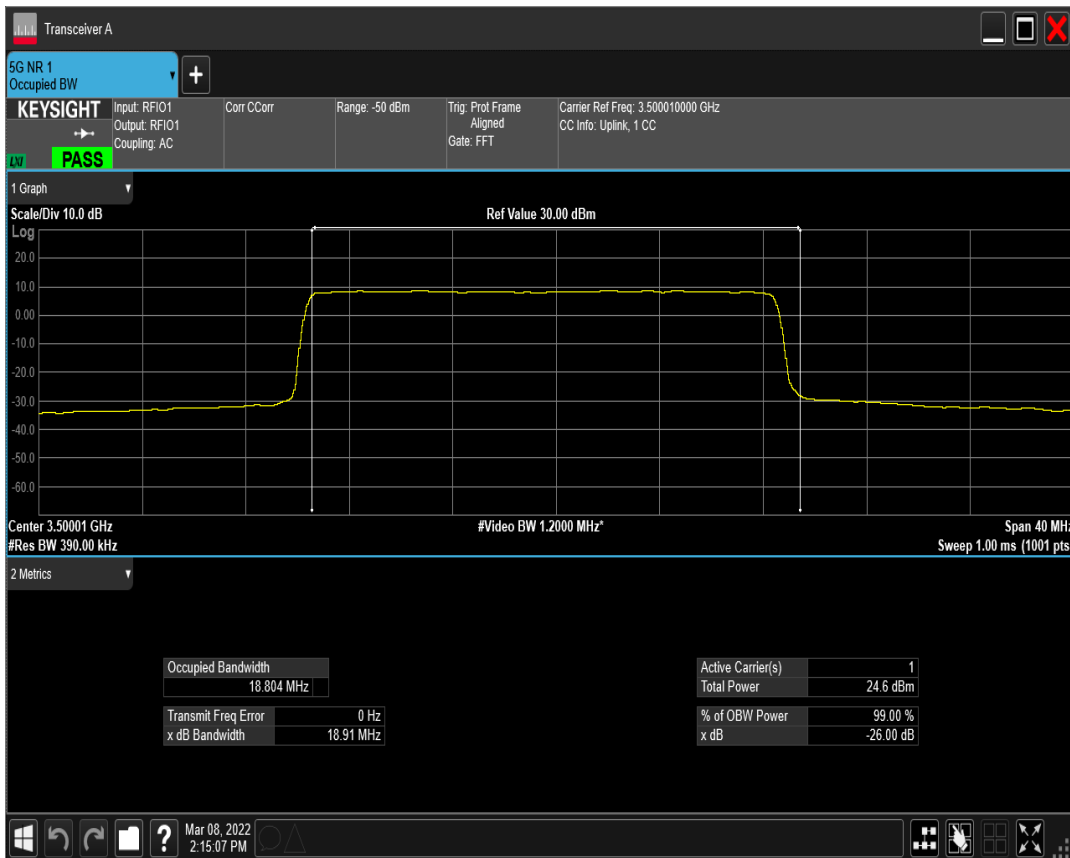 Transceiver A
5G NR 1
Occupied BW
+
KEYSIGHT
LXI
PASS
Input: RFIO1
Output: RFIO1
Coupling: AC
Corr CCorr
Range: -50 dBm
Trig: Prot Frame
Aligned
Gate: FFT
Carrier Ref Freq: 3.500010000 GHz
CC Info: Uplink, 1 CC
1 Graph
Scale/Div 10.0 dB
Ref Value 30.00 dBm
Log
20.0
10.0
0.00
-10.0
-20.0
-30.0
-40.0
-50.0
-60.0
Center 3.50001 GHz
#Video BW 1.2000 MHz*
Span 40 MHz
#Res BW 390.00 kHz
Sweep 1.00 ms (1001 pts
2 Metrics
Occupied Bandwidth
18.804 MHz
Transmit Freq Error 0 Hz
x dB Bandwidth 18.91 MHz
Active Carrier(s) 1
Total Power 24.6 dBm
% of OBW Power 99.00 %
x dB -26.00 dB
?
Mar 08, 2022
2:15:07 PM